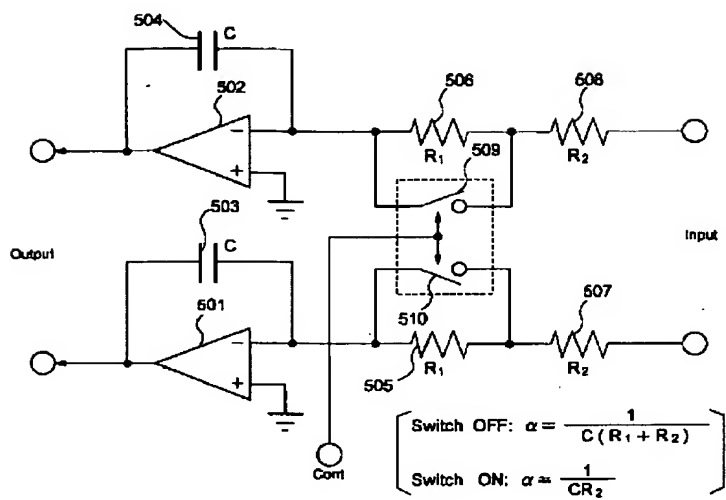 504
C
502
506
508
−
+
R1
R2
509
503
C
Output
Input
501
510
507
−
+
505
R1
R2
Cont
Switch OFF: α = 1 / C(R1 + R2)
Switch ON: α = 1 / CR2